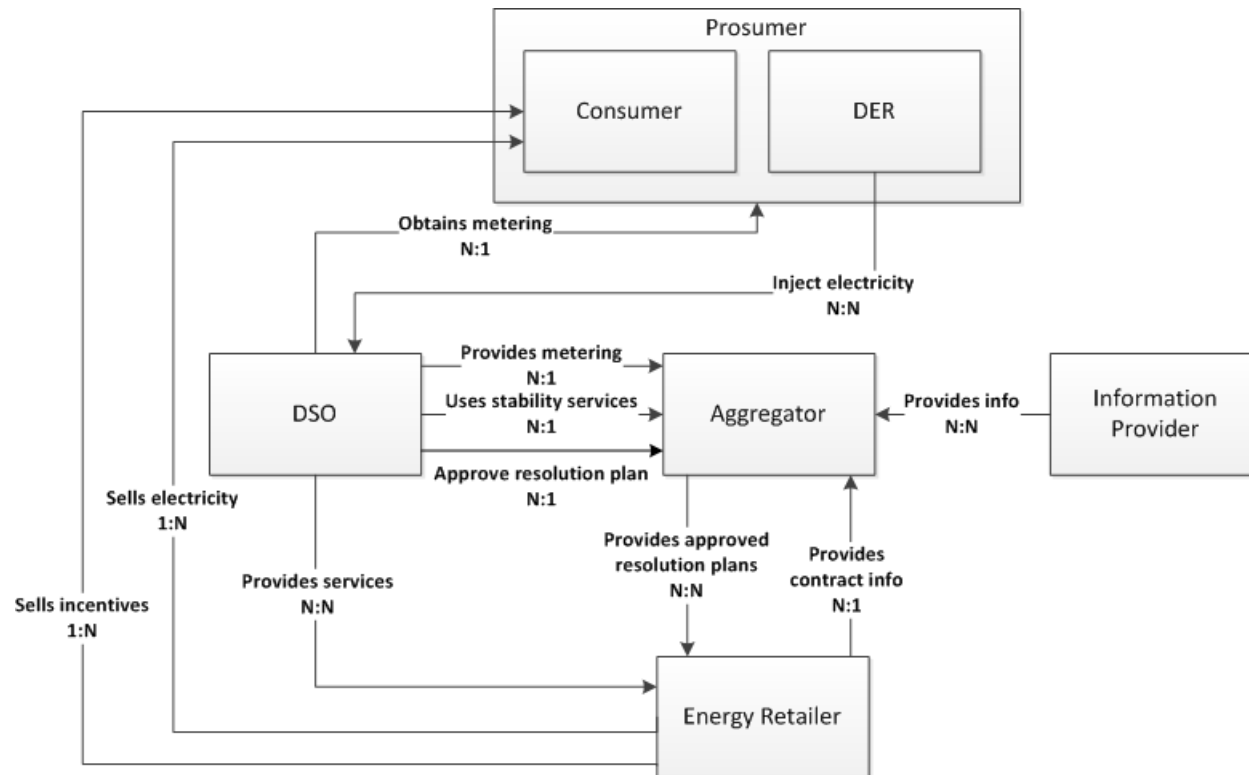 Prosumer
Consumer
DER
Obtains metering
N:1
Inject electricity
N:N
DSO
Provides metering
N:1
Uses stability services
N:1
Approve resolution plan
N:1
Aggregator
Provides info
N:N
Information
Provider
Sells electricity
1:N
Provides services
N:N
Provides approved
resolution plans
N:N
Provides
contract info
N:1
Sells incentives
1:N
Energy Retailer